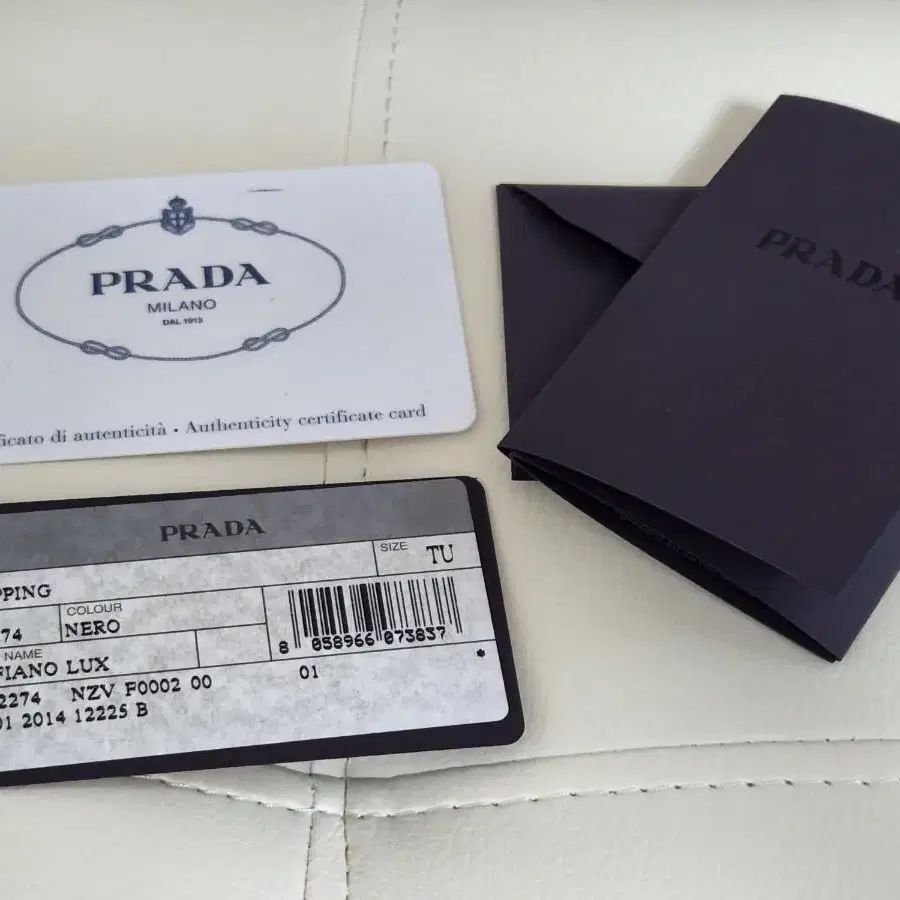 PRADA
MILANO
DAL 1913
ficato di autenticità • Authenticity certificate card
PRADA
PRADA
SIZE TU
PPING
74
COLOUR
NERO
8 058966 073837
NAME
FIANO LUX
2274 NZV F0002 00 01 *
01 2014 12225 B